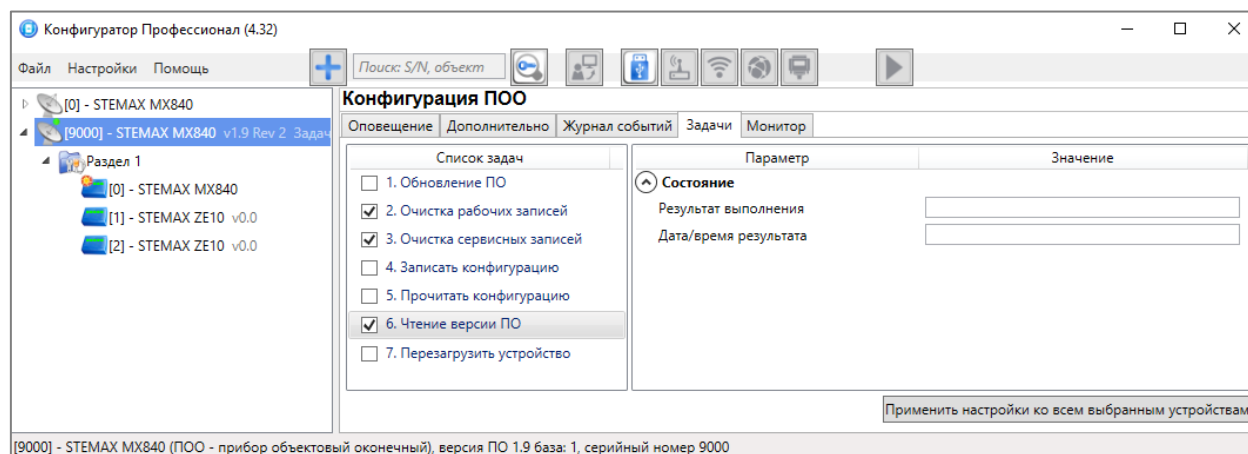 Конфигуратор Профессионал (4.32)
Файл Настройки Помощь Поиск: S/N, объект
[0] - STEMAX MX840
[9000] - STEMAX MX840 v1.9 Rev 2 Задач
Раздел 1
[0] - STEMAX MX840
[1] - STEMAX ZE10 v0.0
[2] - STEMAX ZE10 v0.0
Конфигурация ПОО
Оповещение Дополнительно Журнал событий Задачи Монитор
Список задач
1. Обновление ПО
2. Очистка рабочих записей
3. Очистка сервисных записей
4. Записать конфигурацию
5. Прочитать конфигурацию
6. Чтение версии ПО
7. Перезагрузить устройство
Параметр Значение
Состояние
Результат выполнения
Дата/время результата
Применить настройки ко всем выбранным устройствам
[9000] - STEMAX MX840 (ПОО - прибор объектовый оконечный), версия ПО 1.9 база: 1, серийный номер 9000